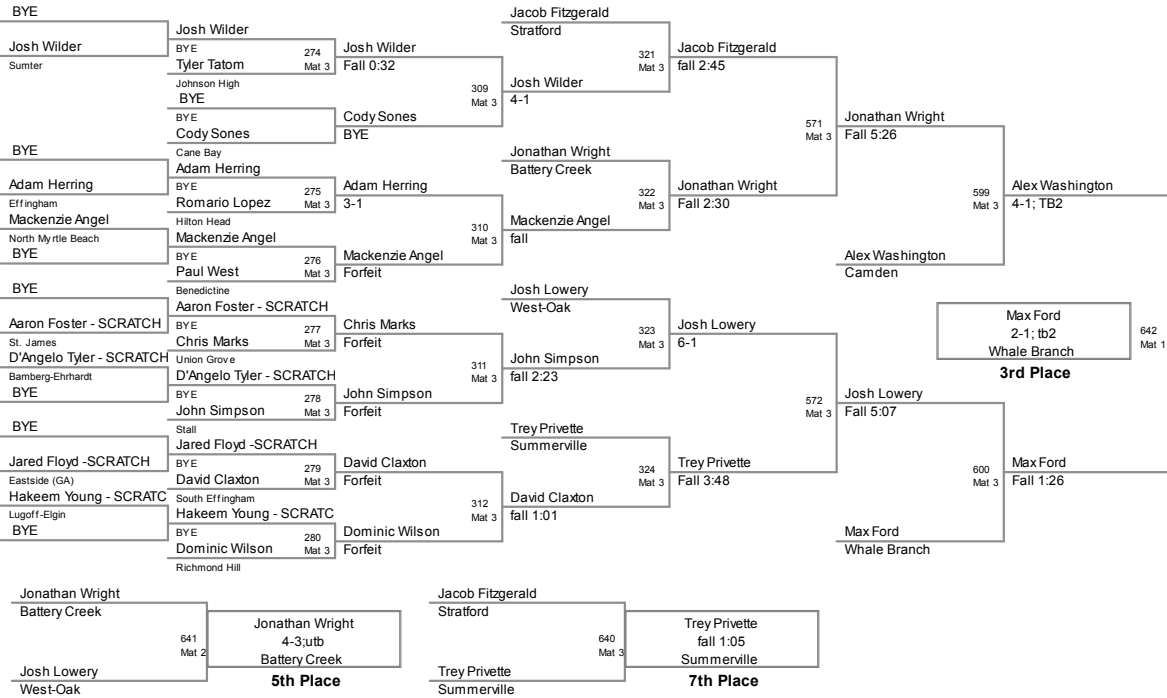 BYE
Josh Wilder
Sumter
BYE
Adam Herring
Effingham
Mackenzie Angel
North Myrtle Beach
BYE
BYE
Aaron Foster - SCRATCH
St. James
D'Angelo Tyler - SCRATCH
Bamberg-Ehrhardt
BYE
BYE
Jared Floyd -SCRATCH
Eastside (GA)
Hakeem Young - SCRATC
Lugoff-Elgin
BYE
Josh Wilder
BYE
274
Tyler Tatom
Mat 3
Johnson High
BYE
BYE
Cody Sones
Cane Bay
Adam Herring
BYE
275
Romario Lopez
Mat 3
Hilton Head
Mackenzie Angel
BYE
276
Paul West
Mat 3
Benedictine
Aaron Foster - SCRATCH
BYE
277
Chris Marks
Mat 3
Union Grove
D'Angelo Tyler - SCRATCH
BYE
278
John Simpson
Mat 3
Stall
Jared Floyd -SCRATCH
BYE
279
David Claxton
Mat 3
South Effingham
Hakeem Young - SCRATC
BYE
280
Dominic Wilson
Mat 3
Richmond Hill
Josh Wilder
Fall 0:32
309
Mat 3
Cody Sones
BYE
Adam Herring
3-1
310
Mat 3
Mackenzie Angel
Forfeit
Chris Marks
Forfeit
311
Mat 3
John Simpson
Forfeit
David Claxton
Forfeit
312
Mat 3
Dominic Wilson
Forfeit
Jacob Fitzgerald
Stratford
321
Mat 3
Josh Wilder
4-1
Jonathan Wright
Battery Creek
322
Mat 3
Mackenzie Angel
fall
Josh Lowery
West-Oak
323
Mat 3
John Simpson
fall 2:23
Trey Privette
Summerville
324
Mat 3
David Claxton
fall 1:01
Jacob Fitzgerald
fall 2:45
571
Mat 3
Jonathan Wright
Fall 2:30
Josh Lowery
6-1
572
Mat 3
Trey Privette
Fall 3:48
Jonathan Wright
Fall 5:26
599
Mat 3
Alex Washington
Camden
Josh Lowery
Fall 5:07
600
Mat 3
Max Ford
Whale Branch
Alex Washington
4-1; TB2
Max Ford
2-1; tb2
Whale Branch
642
Mat 1
3rd Place
Max Ford
Fall 1:26
Jonathan Wright
Battery Creek
641
Mat 2
Josh Lowery
West-Oak
Jonathan Wright
4-3;utb
Battery Creek
5th Place
Jacob Fitzgerald
Stratford
640
Mat 3
Trey Privette
Summerville
Trey Privette
fall 1:05
Summerville
7th Place